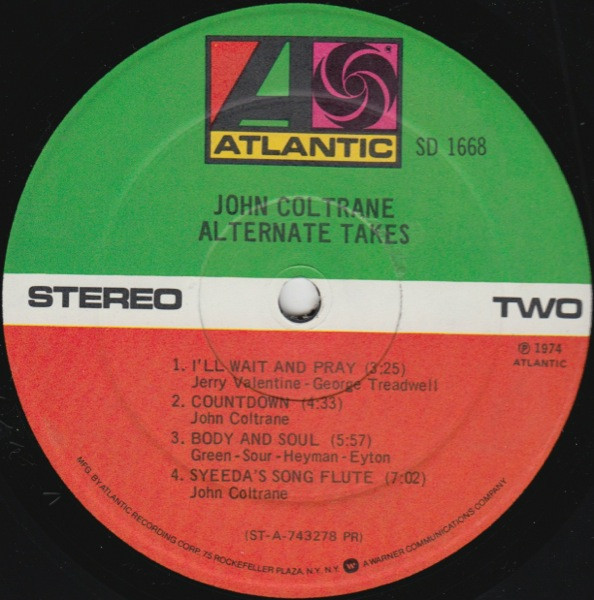 ATLANTIC
SD 1668
JOHN COLTRANE
ALTERNATE TAKES
STEREO
TWO
℗ 1974
ATLANTIC
1. I'LL WAIT AND PRAY (3:25)
Jerry Valentine - George Treadwell
2. COUNTDOWN (4:33)
John Coltrane
3. BODY AND SOUL (5:57)
Green - Sour - Heyman - Eyton
4. SYEEDA'S SONG FLUTE (7:02)
John Coltrane
(ST-A-743278 PR)
MFG. BY ATLANTIC RECORDING CORP. 75 ROCKEFELLER PLAZA, N.Y. N.Y. W A WARNER COMMUNICATIONS COMPANY